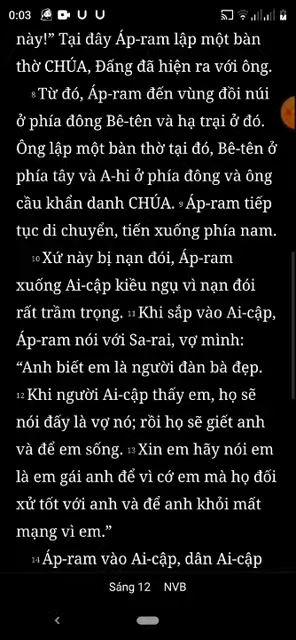 0:03
này!” Tại đây Áp-ram lập một bàn
thờ CHÚA, Đấng đã hiện ra với ông.
8 Từ đó, Áp-ram đến vùng đồi núi
ở phía đông Bê-tên và hạ trại ở đó.
Ông lập một bàn thờ tại đó, Bê-tên ở
phía tây và A-hi ở phía đông và ông
cầu khẩn danh CHÚA. 9 Áp-ram tiếp
tục di chuyển, tiến xuống phía nam.
10 Xứ này bị nạn đói, Áp-ram
xuống Ai-cập kiều ngụ vì nạn đói
rất trầm trọng. 11 Khi sắp vào Ai-cập,
Áp-ram nói với Sa-rai, vợ mình:
“Anh biết em là người đàn bà đẹp.
12 Khi người Ai-cập thấy em, họ sẽ
nói đấy là vợ nó; rồi họ sẽ giết anh
và để em sống. 13 Xin em hãy nói em
là em gái anh để vì cớ em mà họ đối
xử tốt với anh và để anh khỏi mất
mạng vì em.”
14 Áp-ram vào Ai-cập, dân Ai-cập
Sáng 12 NVB